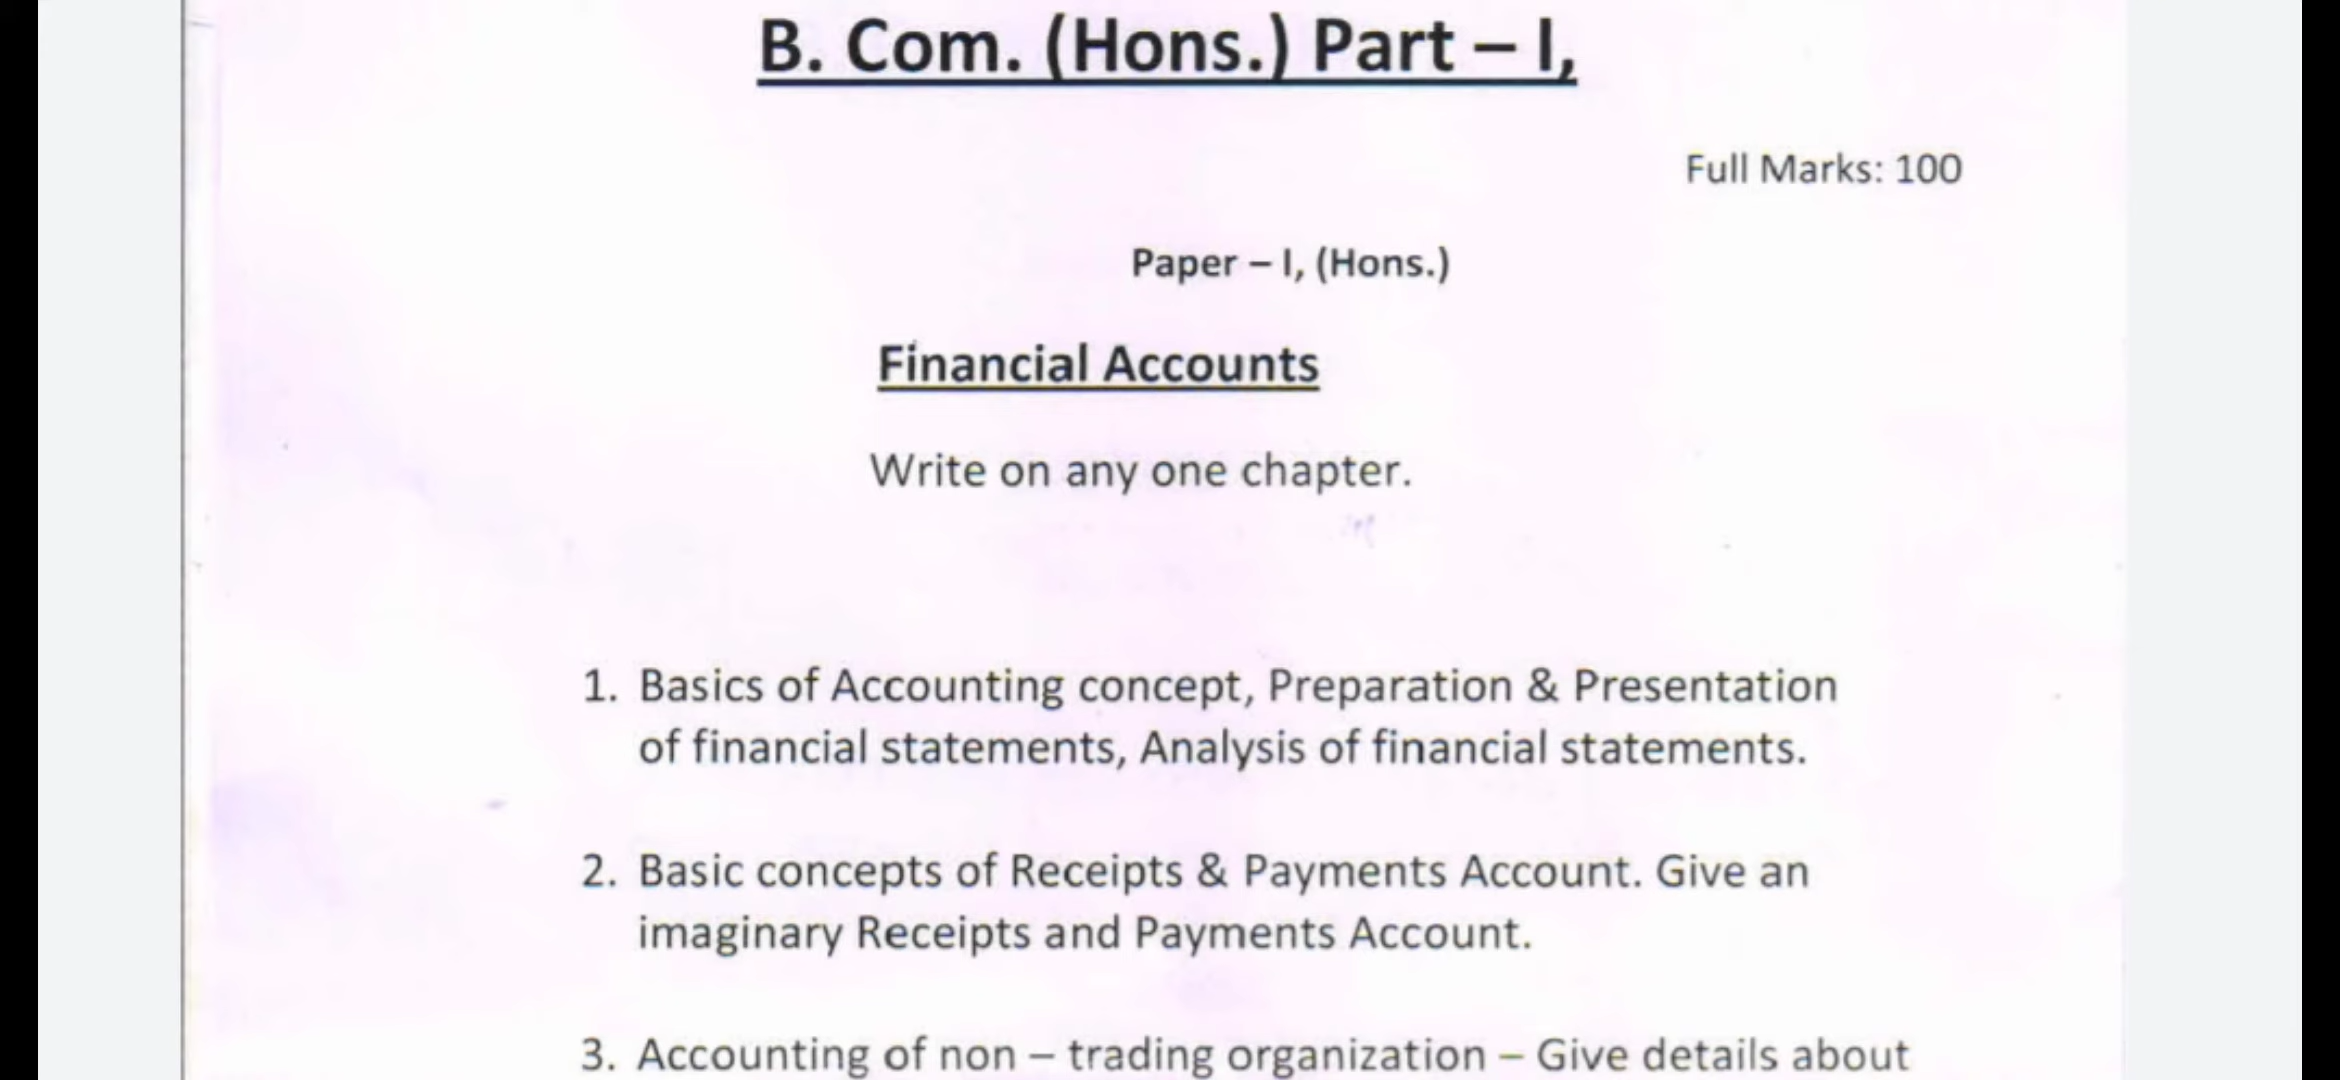 B. Com. (Hons.) Part – I,
Full Marks: 100
Paper – I, (Hons.)
Financial Accounts
Write on any one chapter.
1. Basics of Accounting concept, Preparation & Presentation
of financial statements, Analysis of financial statements.
2. Basic concepts of Receipts & Payments Account. Give an
imaginary Receipts and Payments Account.
3. Accounting of non – trading organization – Give details about